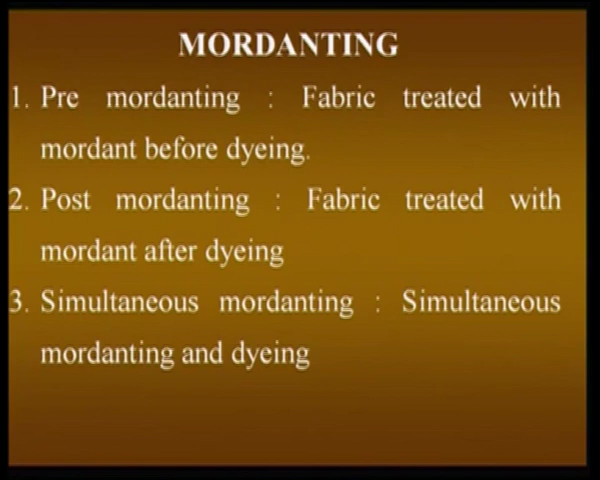 MORDANTING
1. Pre mordanting : Fabric treated with
mordant before dyeing.
2. Post mordanting : Fabric treated with
mordant after dyeing
3. Simultaneous mordanting : Simultaneous
mordanting and dyeing